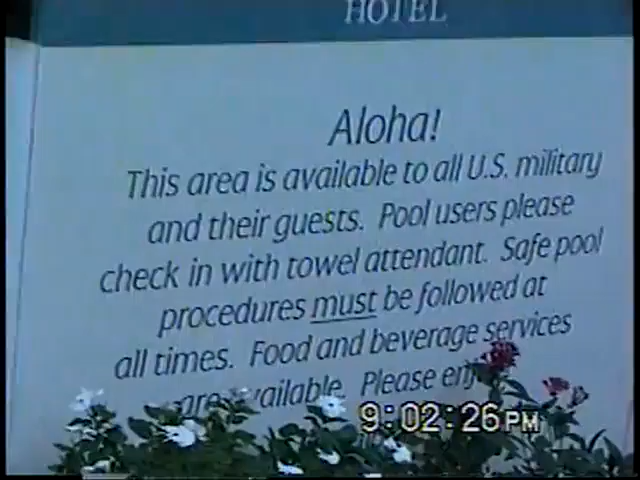 HOTEL
Aloha!
This area is available to all U.S. military
and their guests. Pool users please
check in with towel attendant. Safe pool
procedures must be followed at
all times. Food and beverage services
are available. Please
9:02:26PM